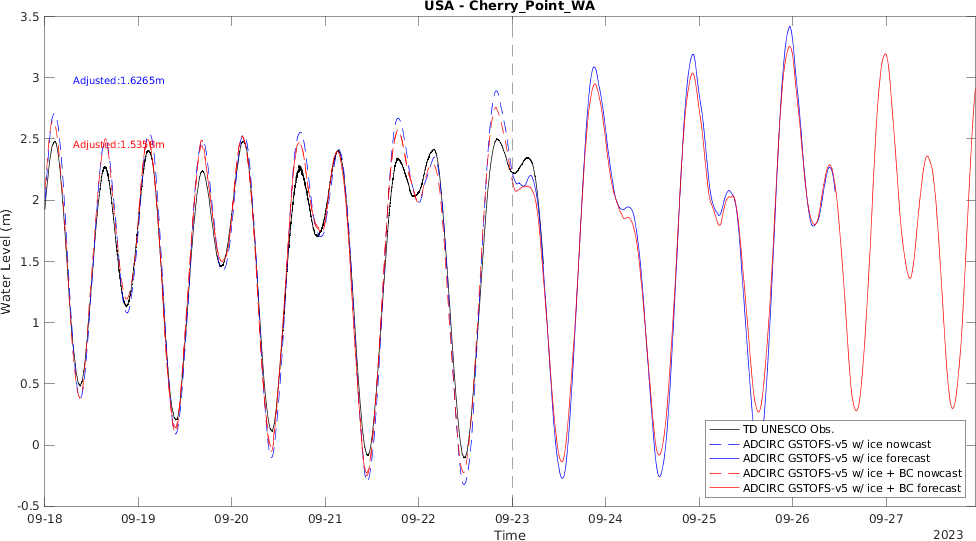 USA - Cherry_Point_WA
3.5
3
2.5
2
1.5
1
0.5
0
-0.5
Water Level (m)
Adjusted:1.6265m
TD UNESCO Obs.
ADCIRC GSTOFS-v5 w/ ice nowcast
ADCIRC GSTOFS-v5 w/ ice forecast
ADCIRC GSTOFS-v5 w/ ice + BC nowcast
ADCIRC GSTOFS-v5 w/ ice + BC forecast
09-18 09-19 09-20 09-21 09-22 09-23 09-24 09-25 09-26 09-27
Time
2023